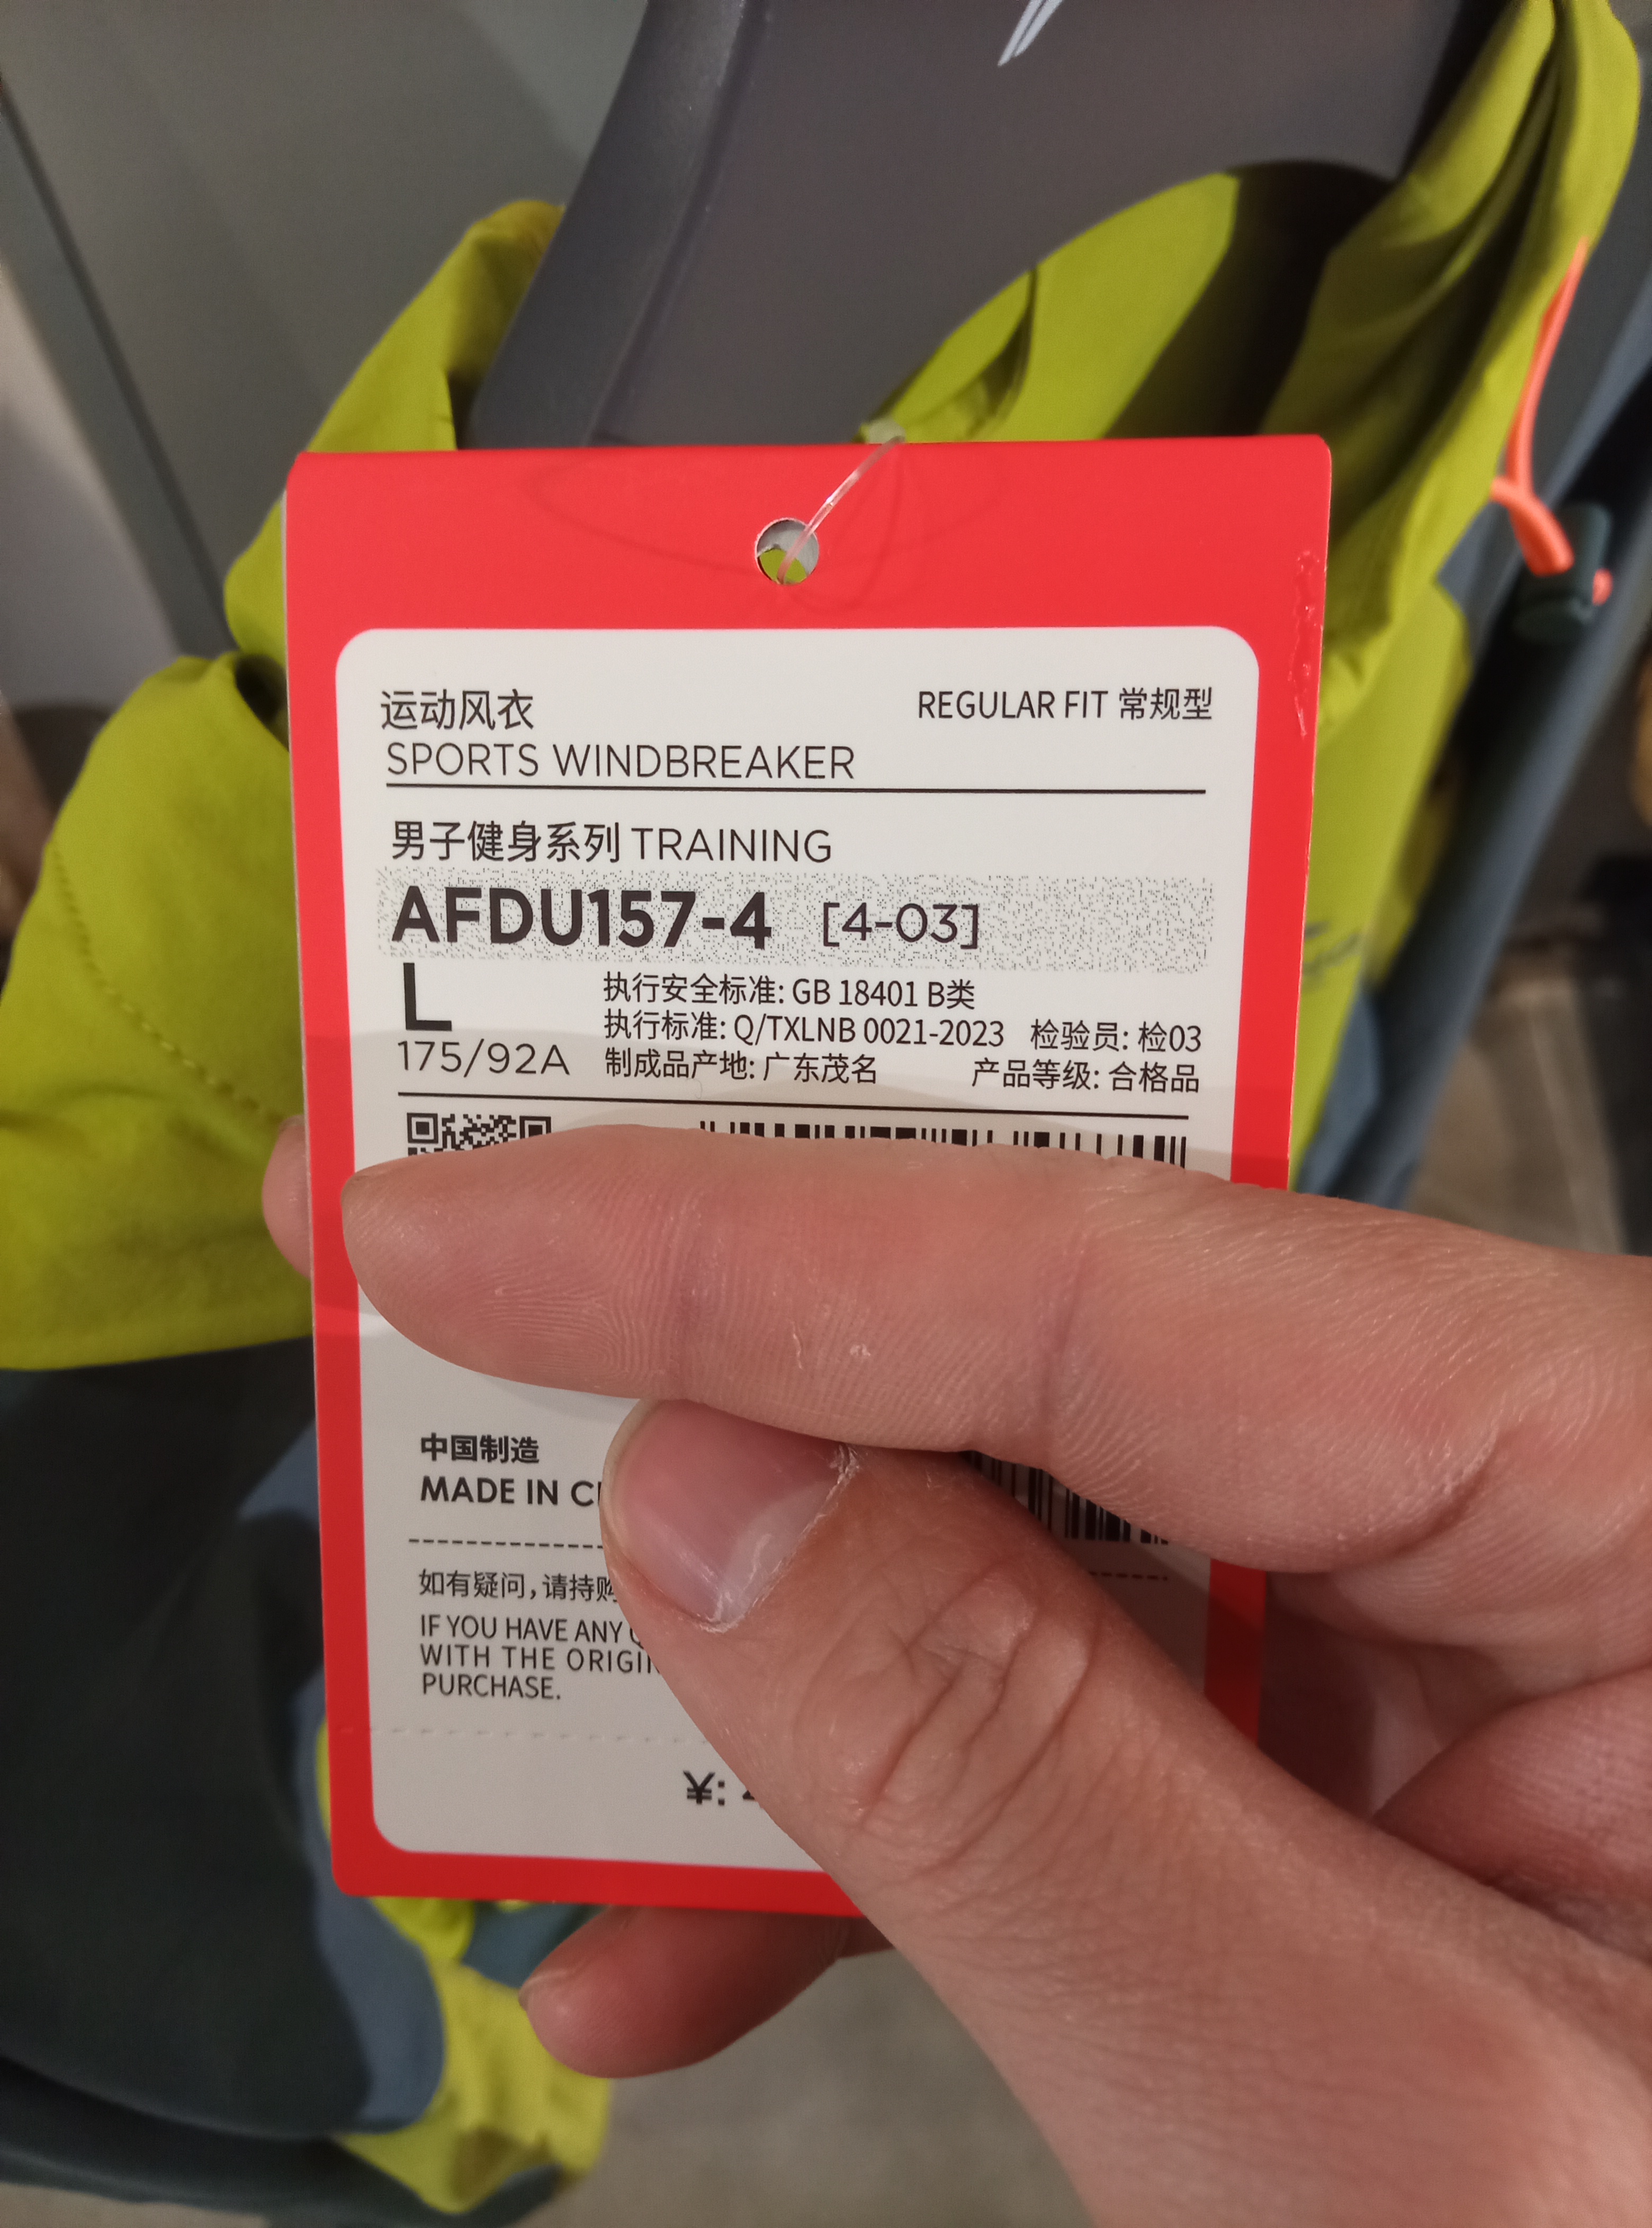 运动风衣 REGULAR FIT 常规型
SPORTS WINDBREAKER
男子健身系列 TRAINING
AFDU157-4 [4-03]
L
175/92A
执行安全标准: GB 18401 B类
执行标准: Q/TXLNB 0021-2023 检验员: 检03
制成品产地: 广东茂名 产品等级: 合格品
中国制造
MADE IN
如有疑问,请持
IF YOU HAVE ANY
WITH THE
PURCHASE.
¥: